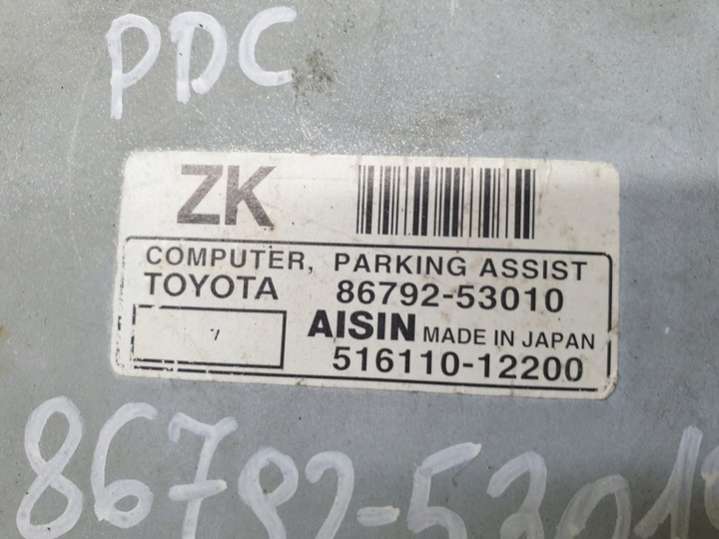 PDC
ZK
COMPUTER, PARKING ASSIST
TOYOTA 86792-53010
AISIN MADE IN JAPAN
516110-12200
86792-53010